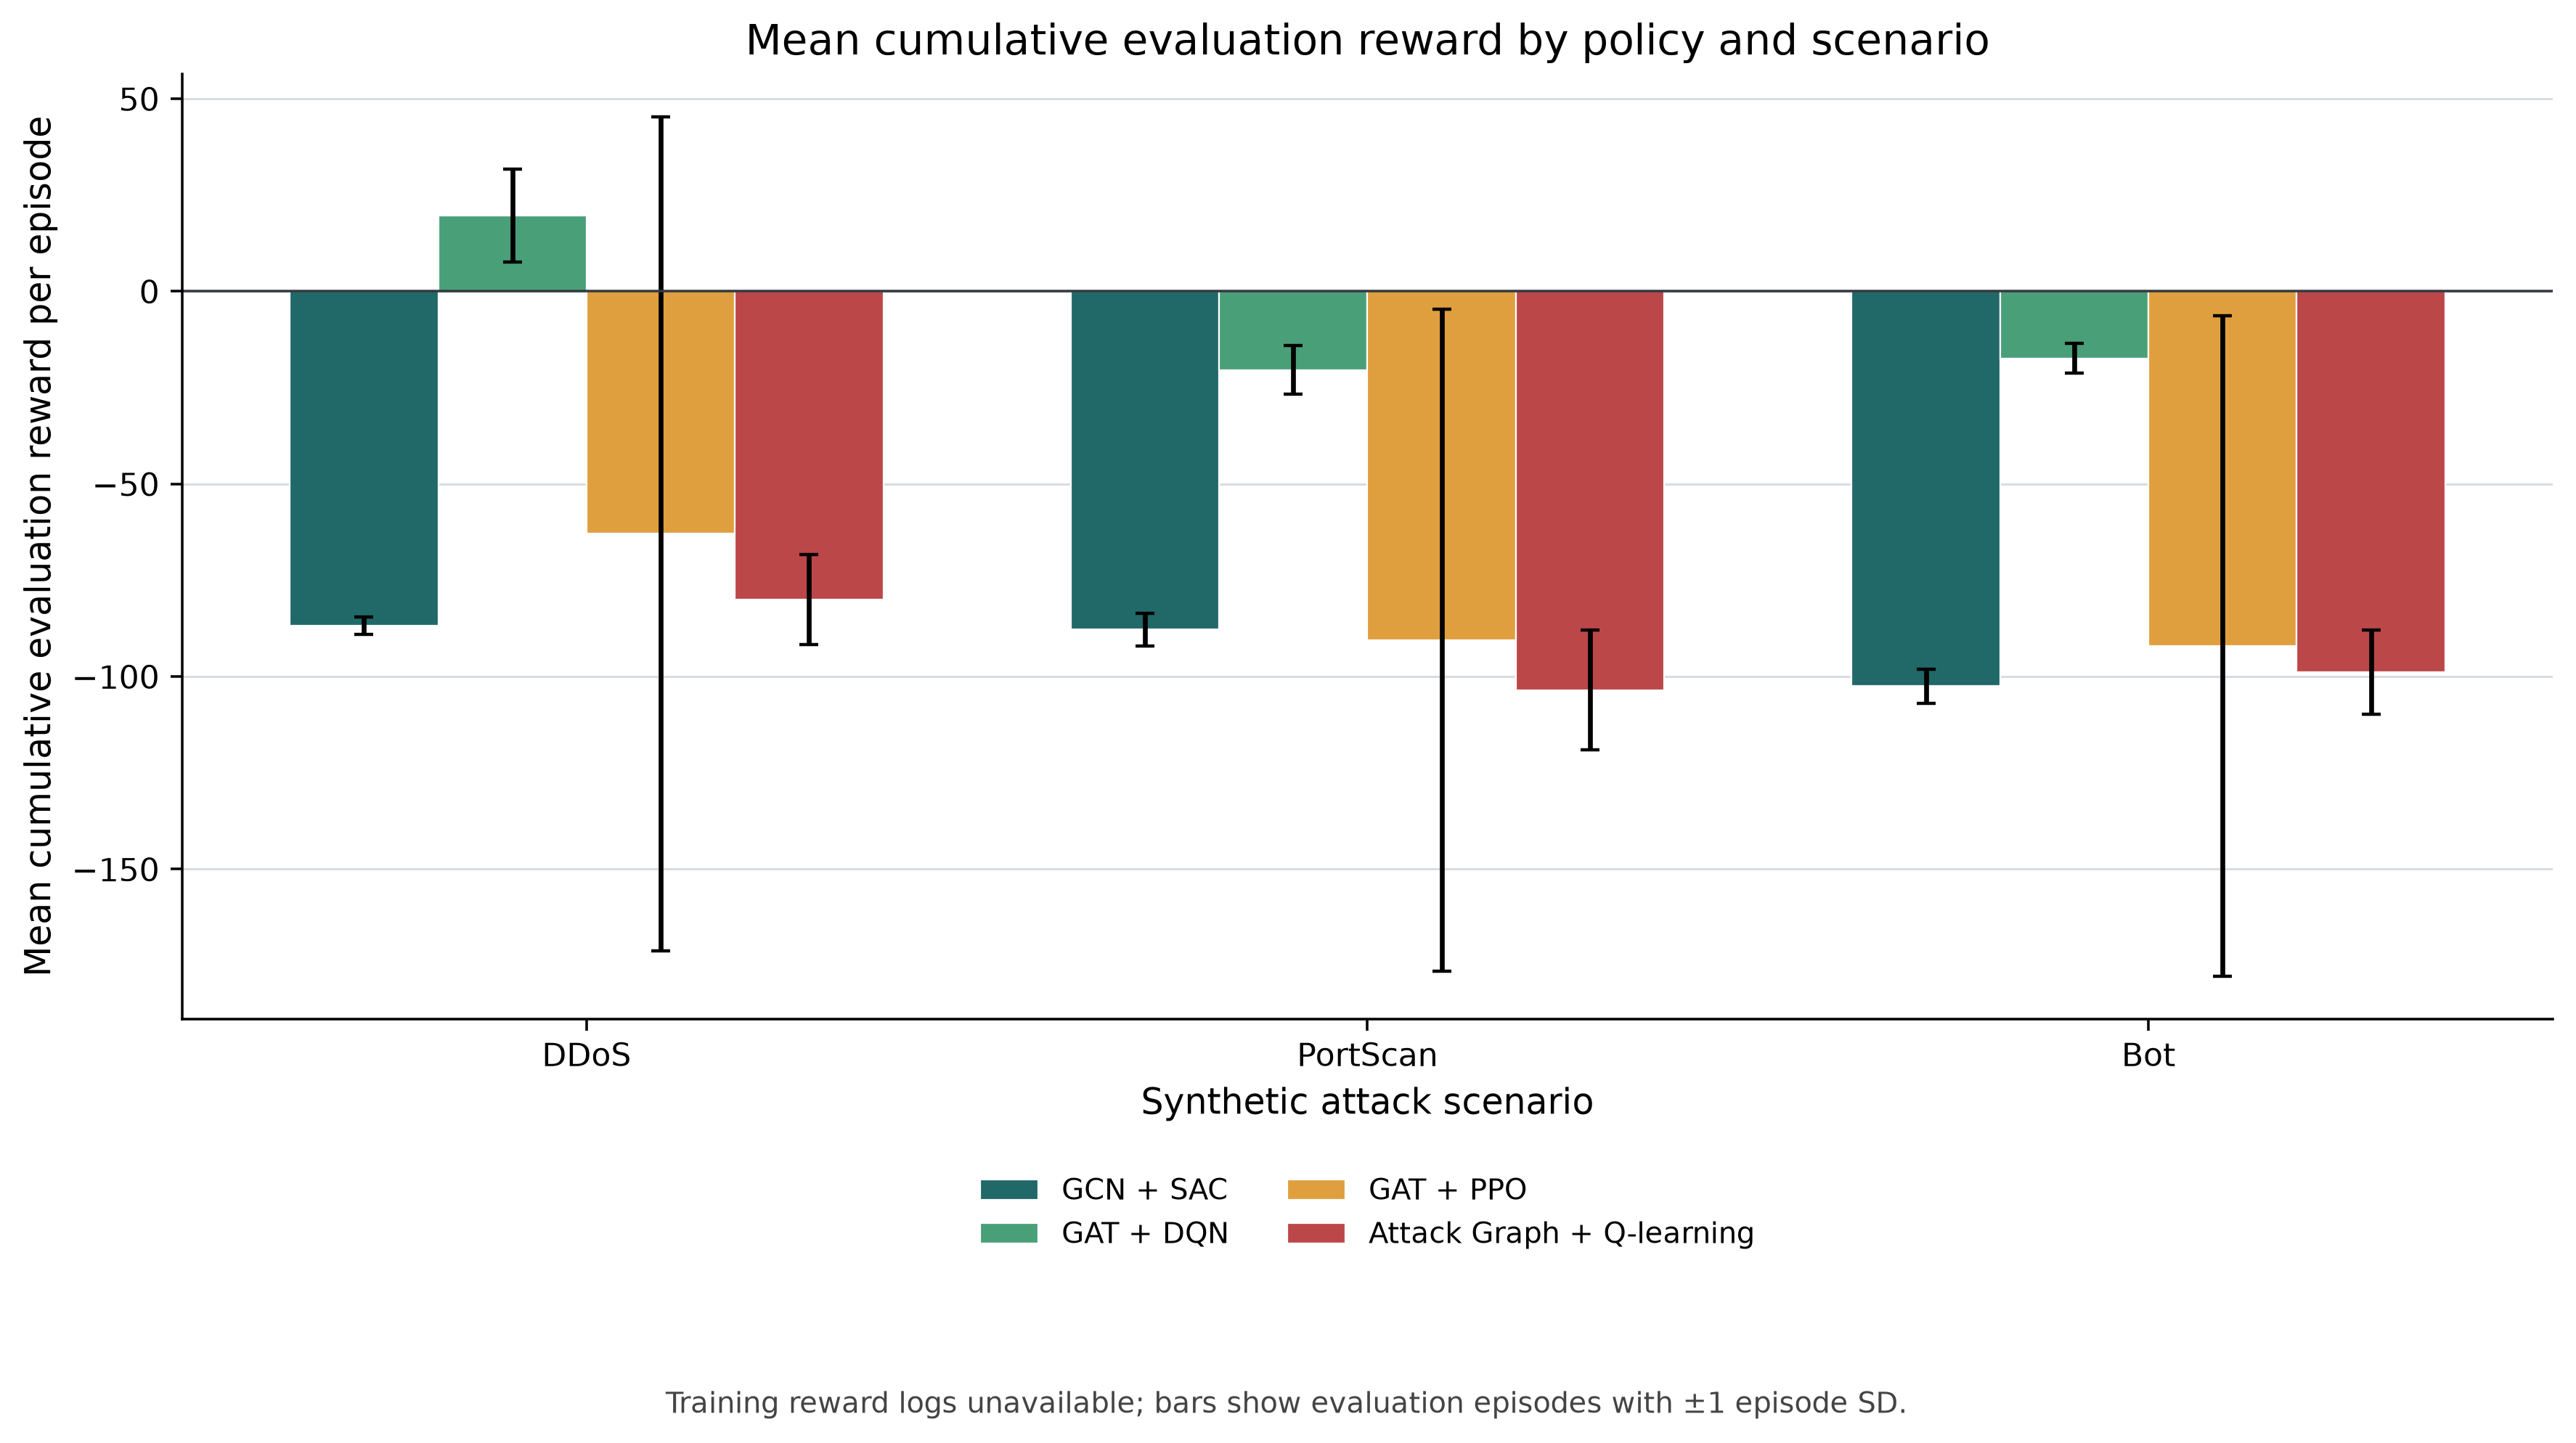 Mean cumulative evaluation reward by policy and scenario
Mean cumulative evaluation reward per episode
50
0
−50
−100
−150
DDoS
PortScan
Bot
Synthetic attack scenario
GCN + SAC
GAT + DQN
GAT + PPO
Attack Graph + Q-learning
Training reward logs unavailable; bars show evaluation episodes with ±1 episode SD.